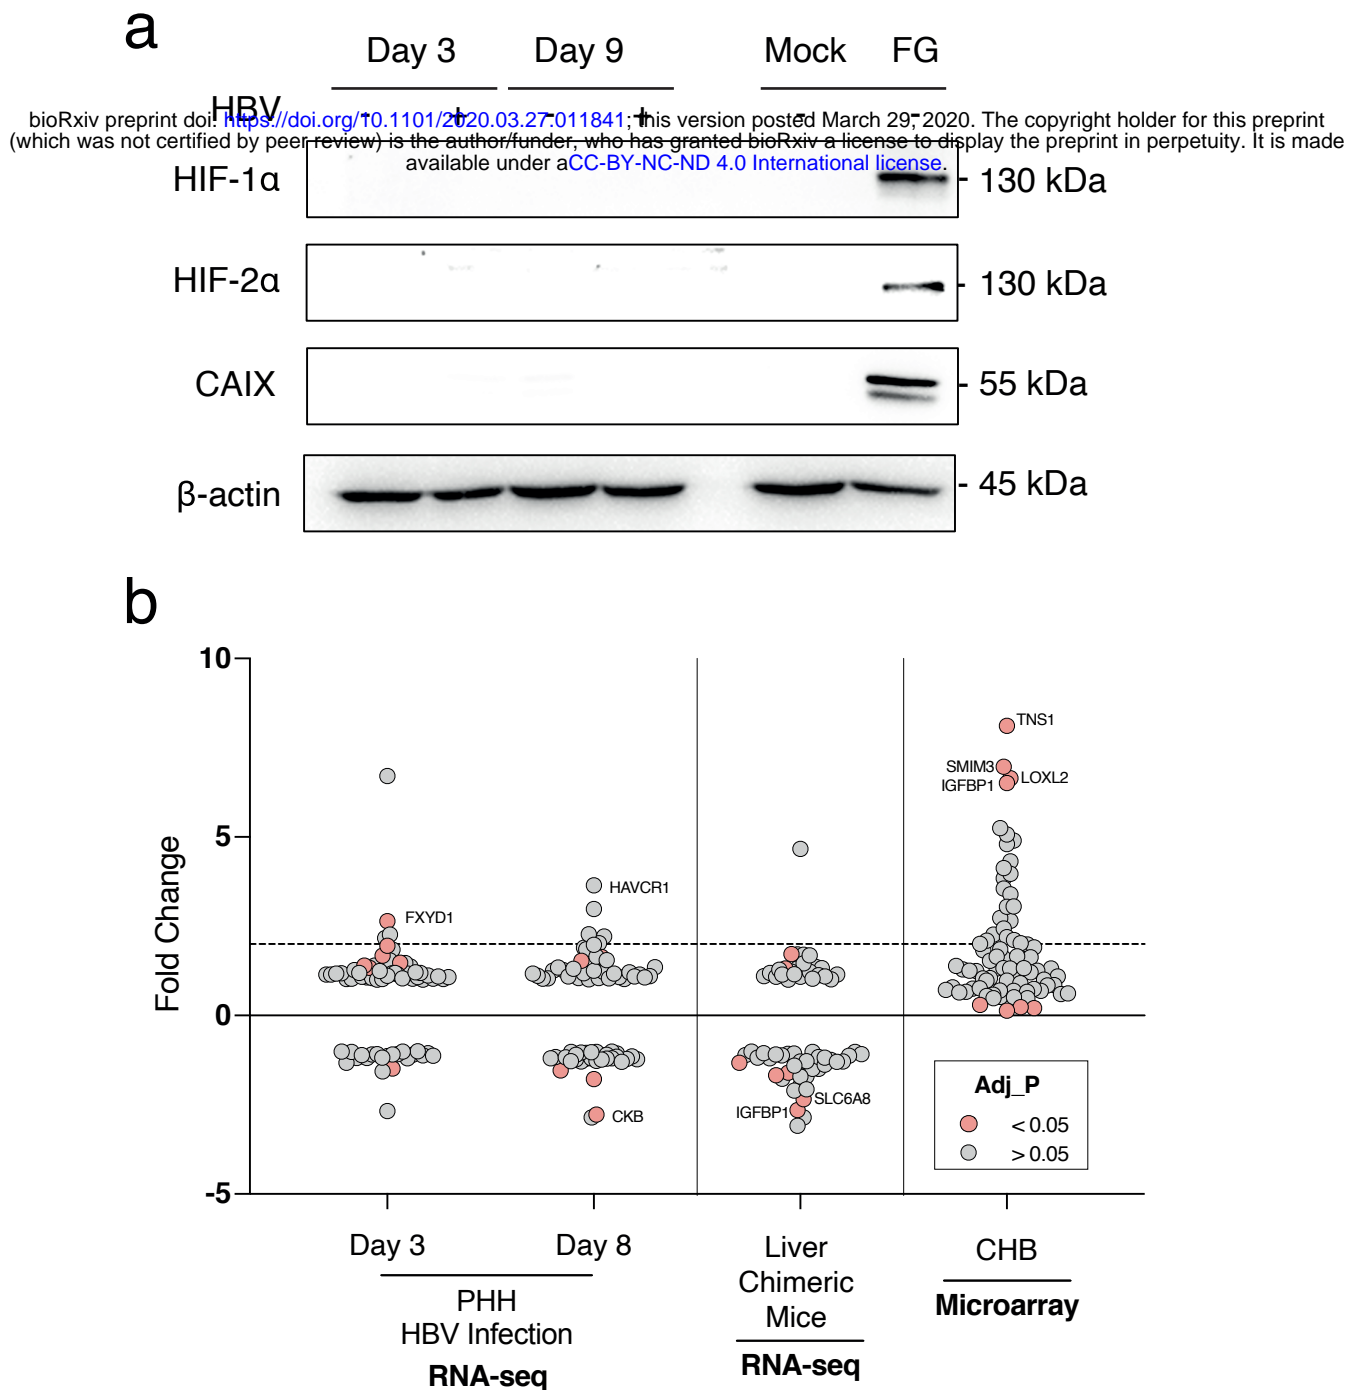 a
Day 3 Day 9 Mock FG
HBV - + - + - -
bioRxiv preprint doi: https://doi.org/10.1101/2020.03.27.011841; this version posted March 29, 2020. The copyright holder for this preprint
(which was not certified by peer review) is the author/funder, who has granted bioRxiv a license to display the preprint in perpetuity. It is made
available under aCC-BY-NC-ND 4.0 International license.
HIF-1α - 130 kDa
HIF-2α - 130 kDa
CAIX - 55 kDa
β-actin - 45 kDa
b
Fold Change
10
5
0
-5
FXYD1
HAVCR1
CKB
IGFBP1
SLC6A8
TNS1
SMIM3
LOXL2
IGFBP1
Adj_P
< 0.05
> 0.05
Day 3 Day 8
PHH
HBV Infection
RNA-seq
Liver
Chimeric
Mice
RNA-seq
CHB
Microarray